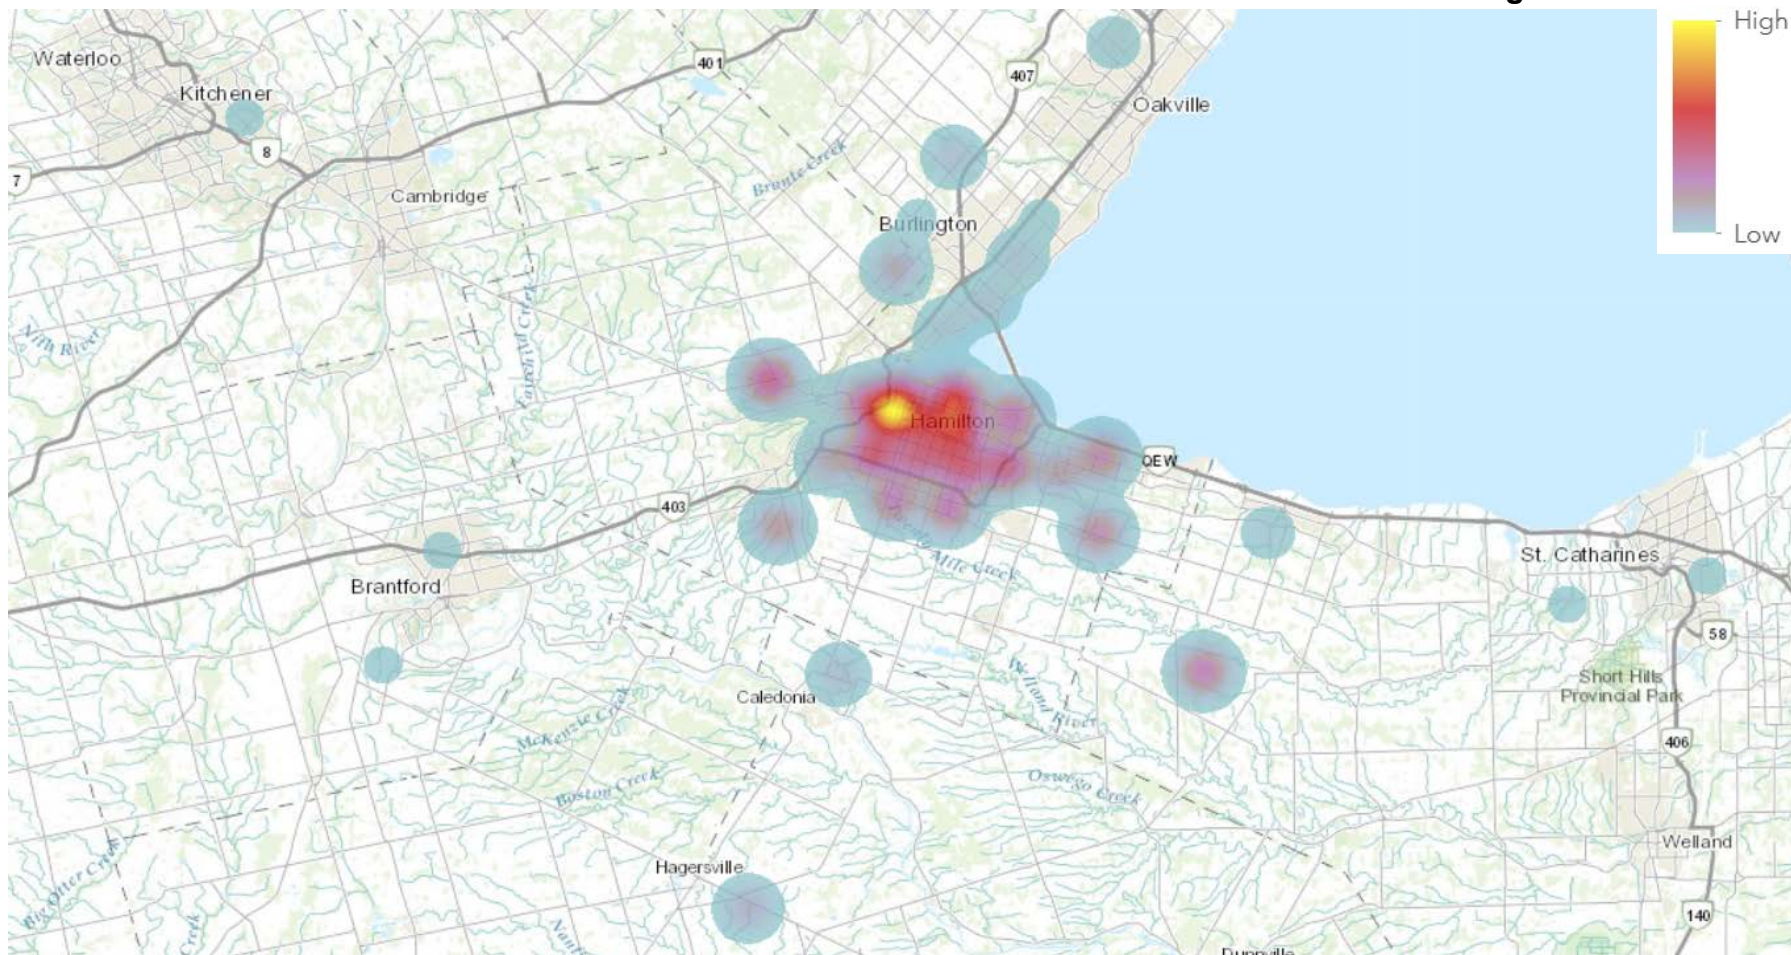 High
Low
Waterloo
Kitchener
401
407
Oakville
8
7
Cambridge
Bronte Creek
Burlington
Nith River
Fairchild Creek
Hamilton
QEW
403
Twenty Mile Creek
Brantford
St. Catharines
58
Short Hills
Provincial Park
Caledonia
Welland River
McKenzie Creek
406
Boston Creek
Oswego Creek
Welland
Hagersville
Big Otter Creek
Creek
140
Dunnville